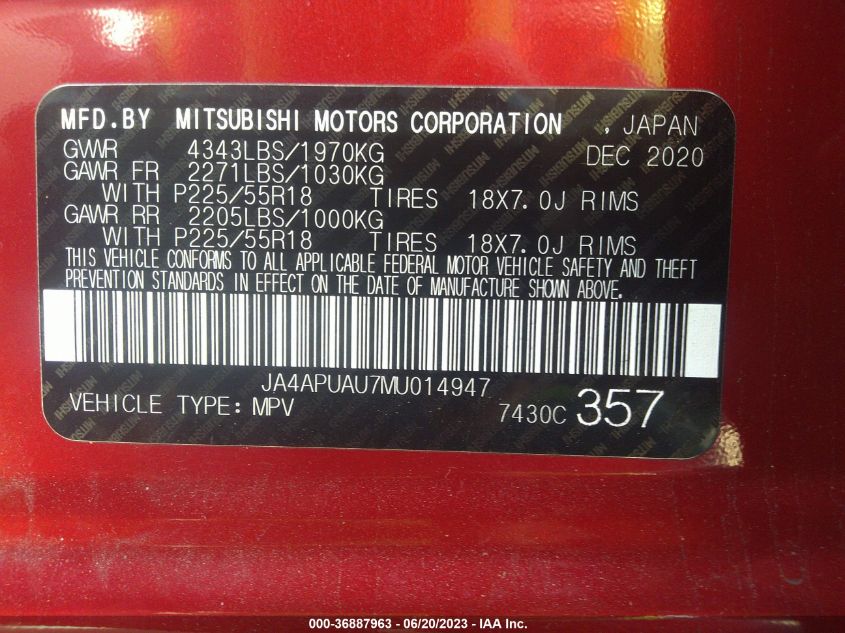 MFD.BY MITSUBISHI MOTORS CORPORATION , JAPAN
GVWR 4343LBS/1970KG DEC 2020
GAWR FR 2271LBS/1030KG
WITH P225/55R18 TIRES 18X7.0J RIMS
GAWR RR 2205LBS/1000KG
WITH P225/55R18 TIRES 18X7.0J RIMS
THIS VEHICLE CONFORMS TO ALL APPLICABLE FEDERAL MOTOR VEHICLE SAFETY AND THEFT
PREVENTION STANDARDS IN EFFECT ON THE DATE OF MANUFACTURE SHOWN ABOVE.
JA4APUAU7MU014947
VEHICLE TYPE: MPV 7430C 357
000-36887963 - 06/20/2023 - IAA Inc.